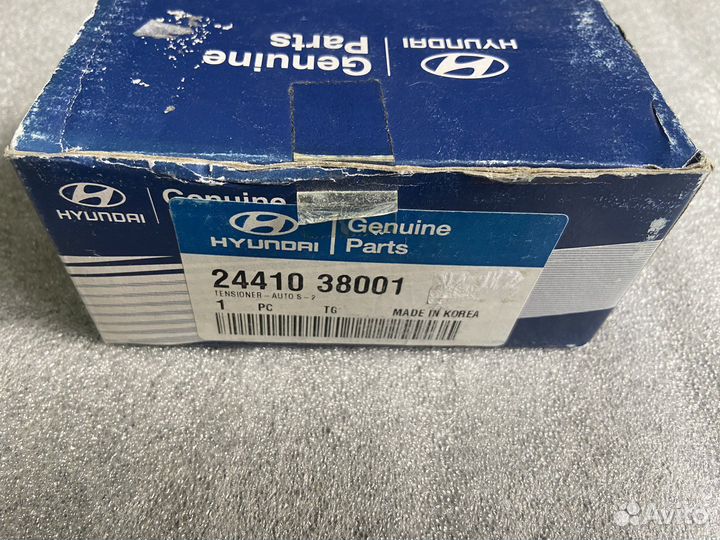 Genuine
Parts
HYUNDAI
HYUNDAI
Genuine
HYUNDAI
Genuine
Parts
24410 38001
TENSIONER-AUTO S-2
1 PC TG MADE IN KOREA
Avito